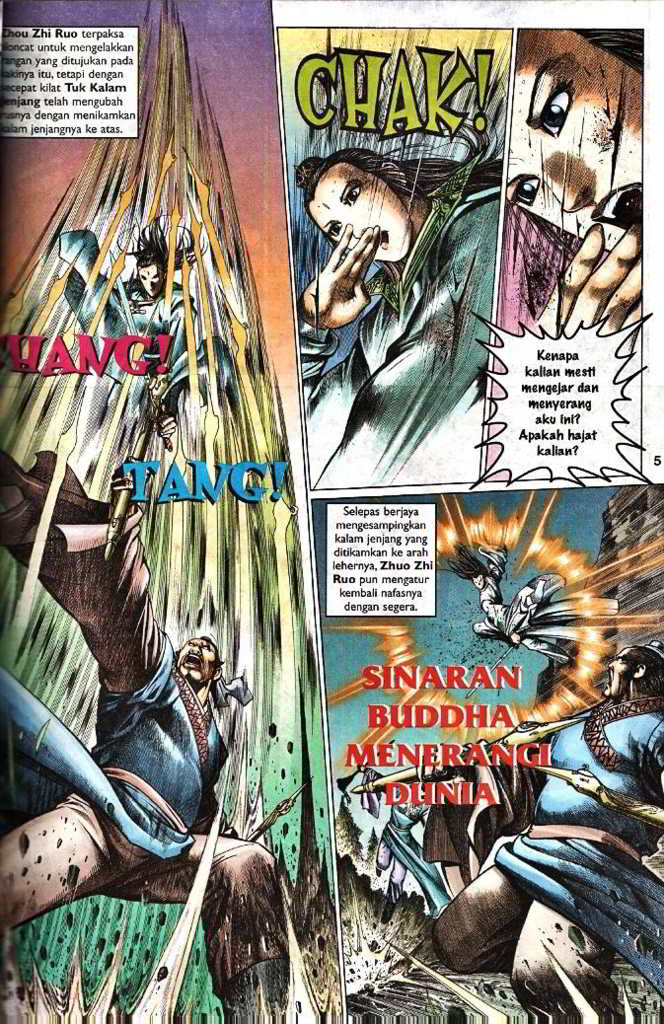 Zhou Zhi Ruo terpaksa
loncat untuk mengelakkan
yang ditujukan pada
kakinya itu, tetapi dengan
secepat kilat Tuk Kalam
Jenjang telah mengubah
dengan menikamkan
kalam jenjangnya ke atas.
HANG!
TANG!
CHAK!
Kenapa
kalian mesti
mengejar dan
menyerang
aku ini?
Apakah hajat
kalian?
5
Selepas berjaya
mengesampingkan
kalam jenjang yang
ditikamkan ke arah
lehernya, Zhuo Zhi
Ruo pun mengatur
kembali nafasnya
dengan segera.
SINARAN
BUDDHA
MENERANGI
DUNIA